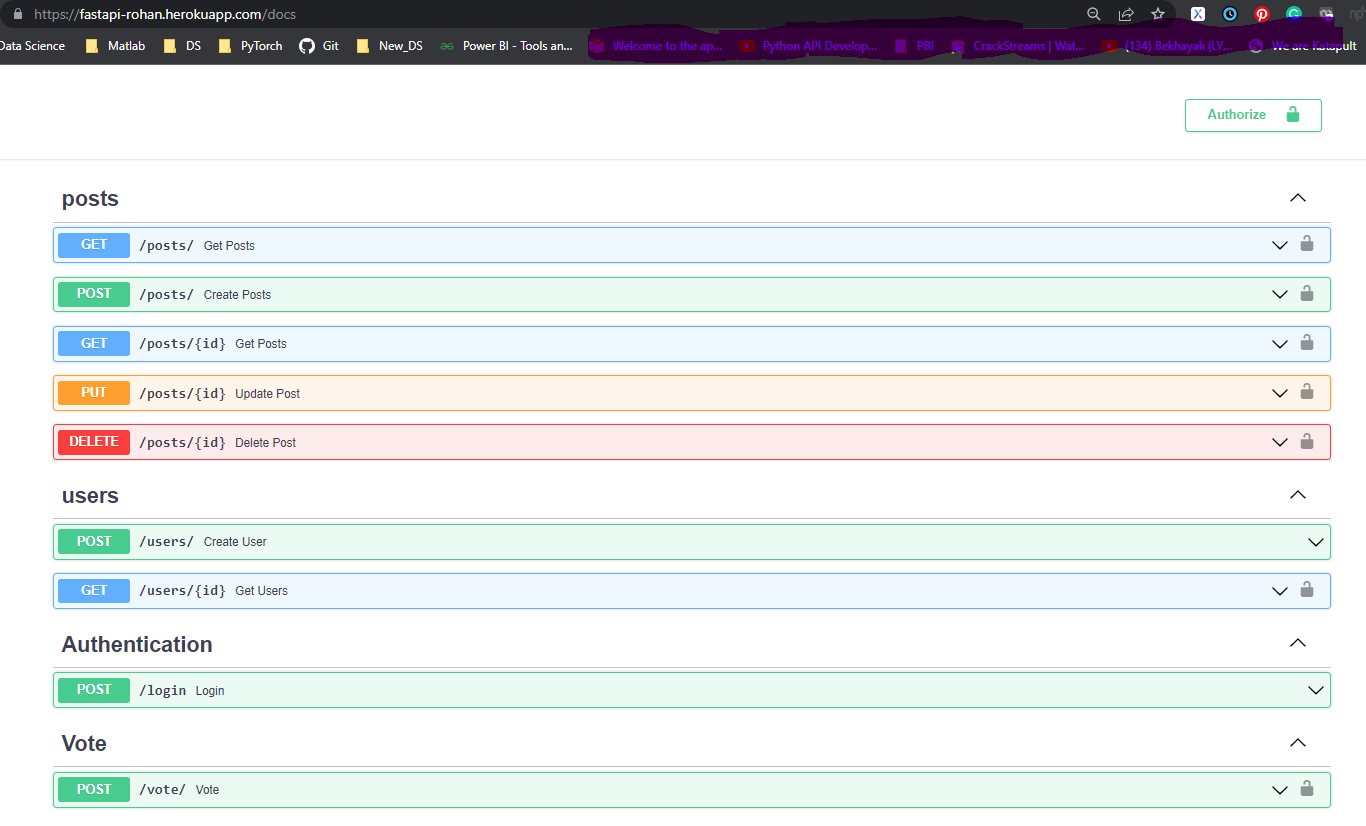 https://fastapi-rohan.herokuapp.com/docs
Data Science Matlab DS PyTorch Git New_DS Power BI - Tools an... Welcome to the ap... Python API Develop... PBI CrackStreams | Wat... (134) Bekhayali (LY... We are Katapult
Authorize
posts
GET /posts/ Get Posts
POST /posts/ Create Posts
GET /posts/{id} Get Posts
PUT /posts/{id} Update Post
DELETE /posts/{id} Delete Post
users
POST /users/ Create User
GET /users/{id} Get Users
Authentication
POST /login Login
Vote
POST /vote/ Vote